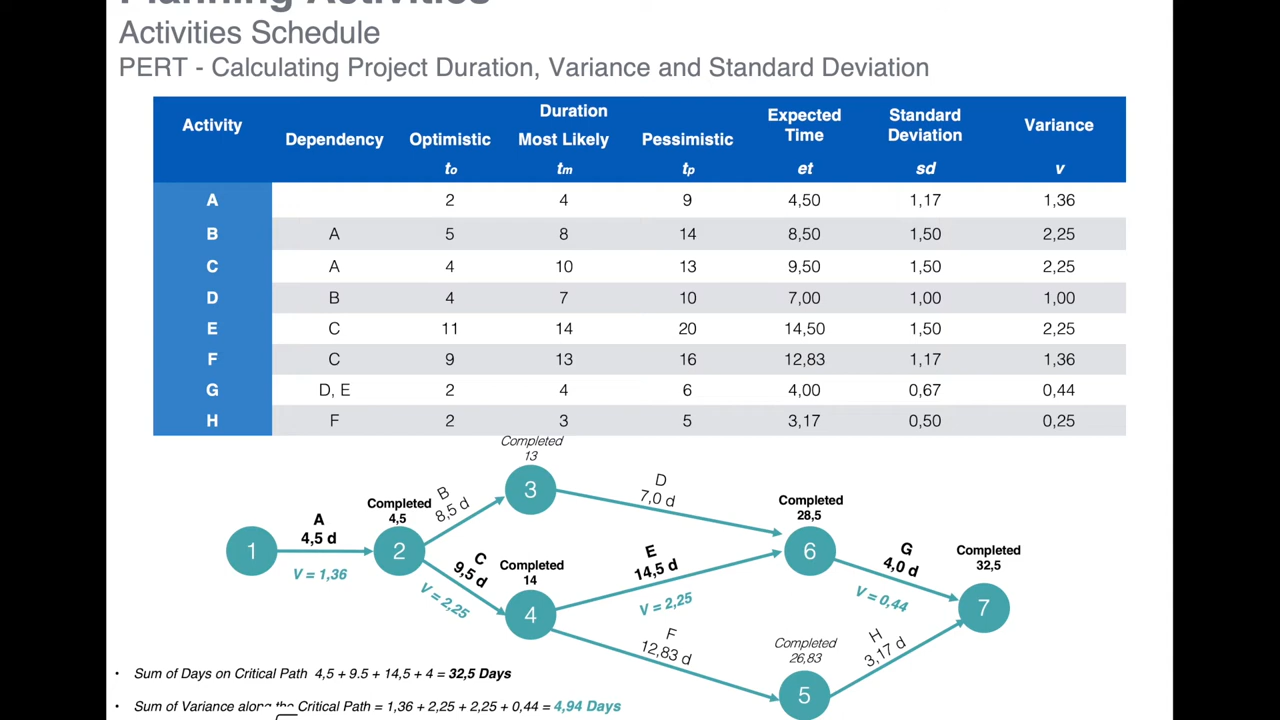 Planning Activities
Activities Schedule
PERT - Calculating Project Duration, Variance and Standard Deviation
Activity Dependency Duration Expected Time Standard Deviation Variance
Optimistic Most Likely Pessimistic
to tm tp et sd v
A 2 4 9 4,50 1,17 1,36
B A 5 8 14 8,50 1,50 2,25
C A 4 10 13 9,50 1,50 2,25
D B 4 7 10 7,00 1,00 1,00
E C 11 14 20 14,50 1,50 2,25
F C 9 13 16 12,83 1,17 1,36
G D, E 2 4 6 4,00 0,67 0,44
H F 2 3 5 3,17 0,50 0,25
Completed
13
3
D
7,0 d
B
8,5 d
Completed
4,5
Completed
28,5
A
4,5 d
1
2
V = 1,36
C
9,5 d
V = 2,25
Completed
14
4
E
14,5 d
V = 2,25
6
G
4,0 d
V = 0,44
Completed
32,5
7
F
12,83 d
Completed
26,83
5
H
3,17 d
• Sum of Days on Critical Path 4,5 + 9.5 + 14,5 + 4 = 32,5 Days
• Sum of Variance along the Critical Path = 1,36 + 2,25 + 2,25 + 0,44 = 4,94 Days